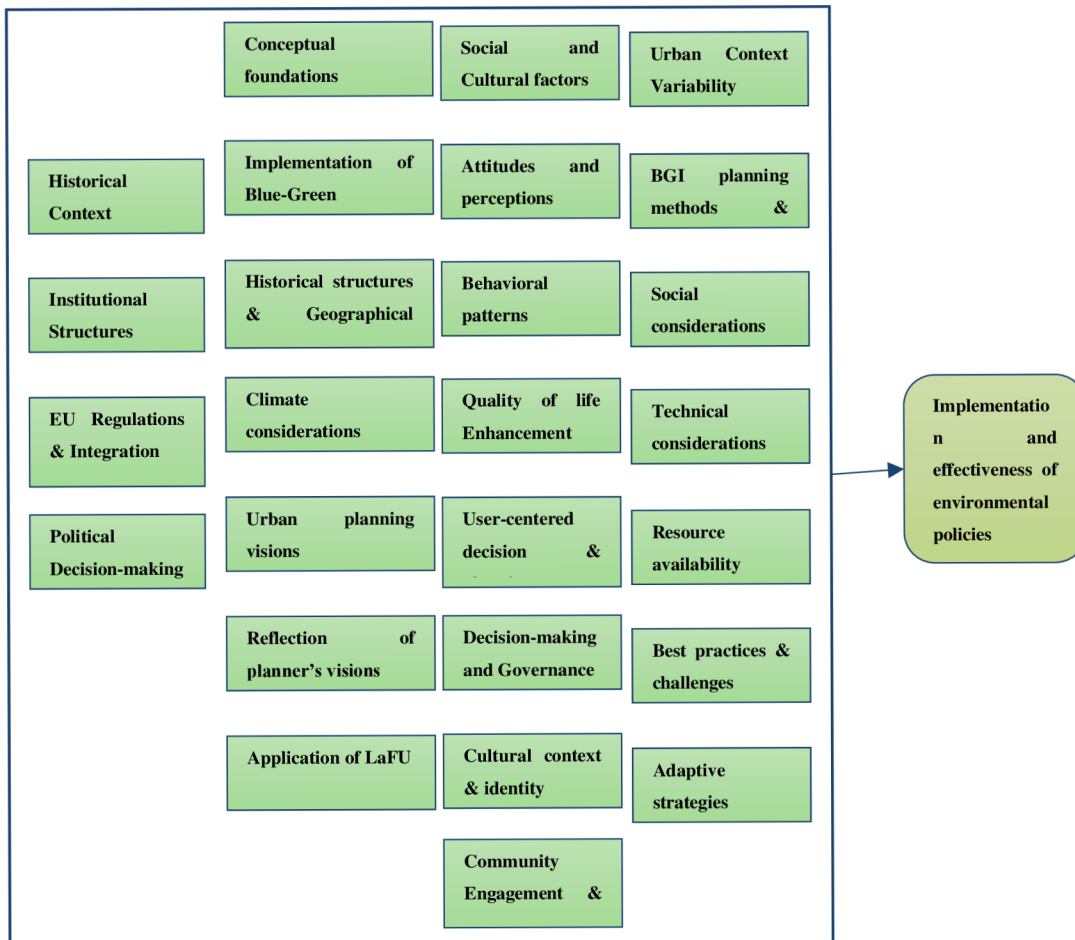 Historical
Context
Institutional
Structures
EU Regulations
& Integration
Political
Decision-making
Conceptual
foundations
Implementation of
Blue-Green
Historical structures
& Geographical
Climate
considerations
Urban planning
visions
Reflection of
planner's visions
Application of LaFU
Social and
Cultural factors
Attitudes and
perceptions
Behavioral
patterns
Quality of life
Enhancement
User-centered
decision &
Decision-making
and Governance
Cultural context
& identity
Community
Engagement &
Urban Context
Variability
BGI planning
methods &
Social
considerations
Technical
considerations
Resource
availability
Best practices &
challenges
Adaptive
strategies
Implementatio
n and
effectiveness of
environmental
policies